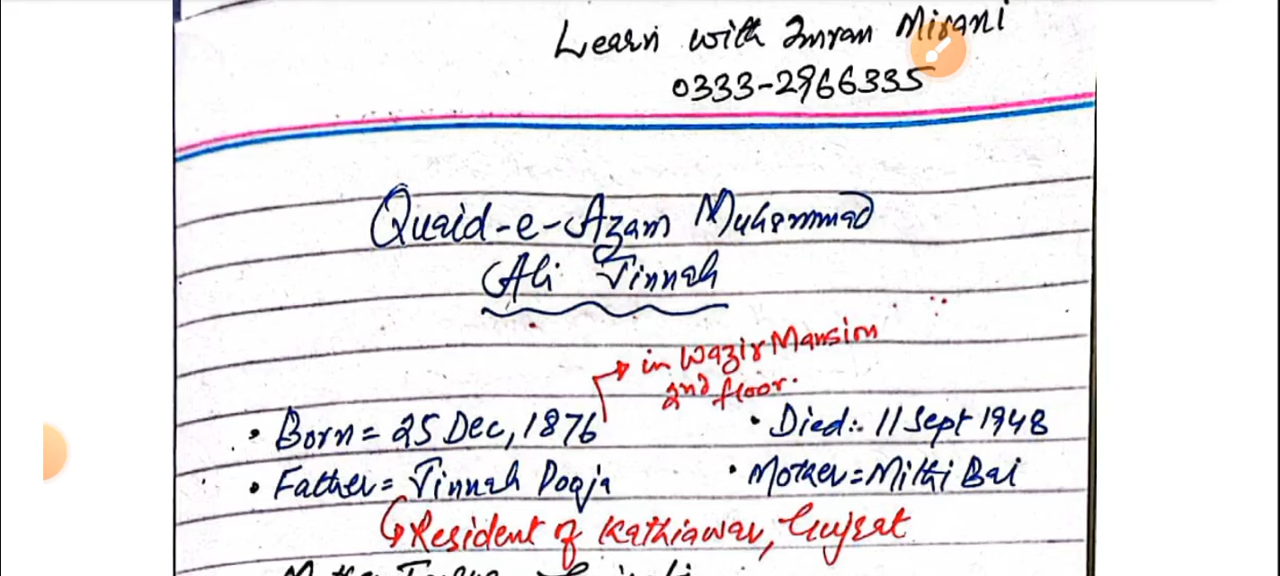 Learn with Imran Mirani
0333-2966335
Quaid-e-Azam Muhammad
Ali Jinnah
in Wazir Mansion
2nd floor.
• Born = 25 Dec, 1876
• Died:- 11 Sept 1948
• Father = Jinnah Pooja
• Mother = Mithi Bai
Resident of Kathiawar, Gujrat